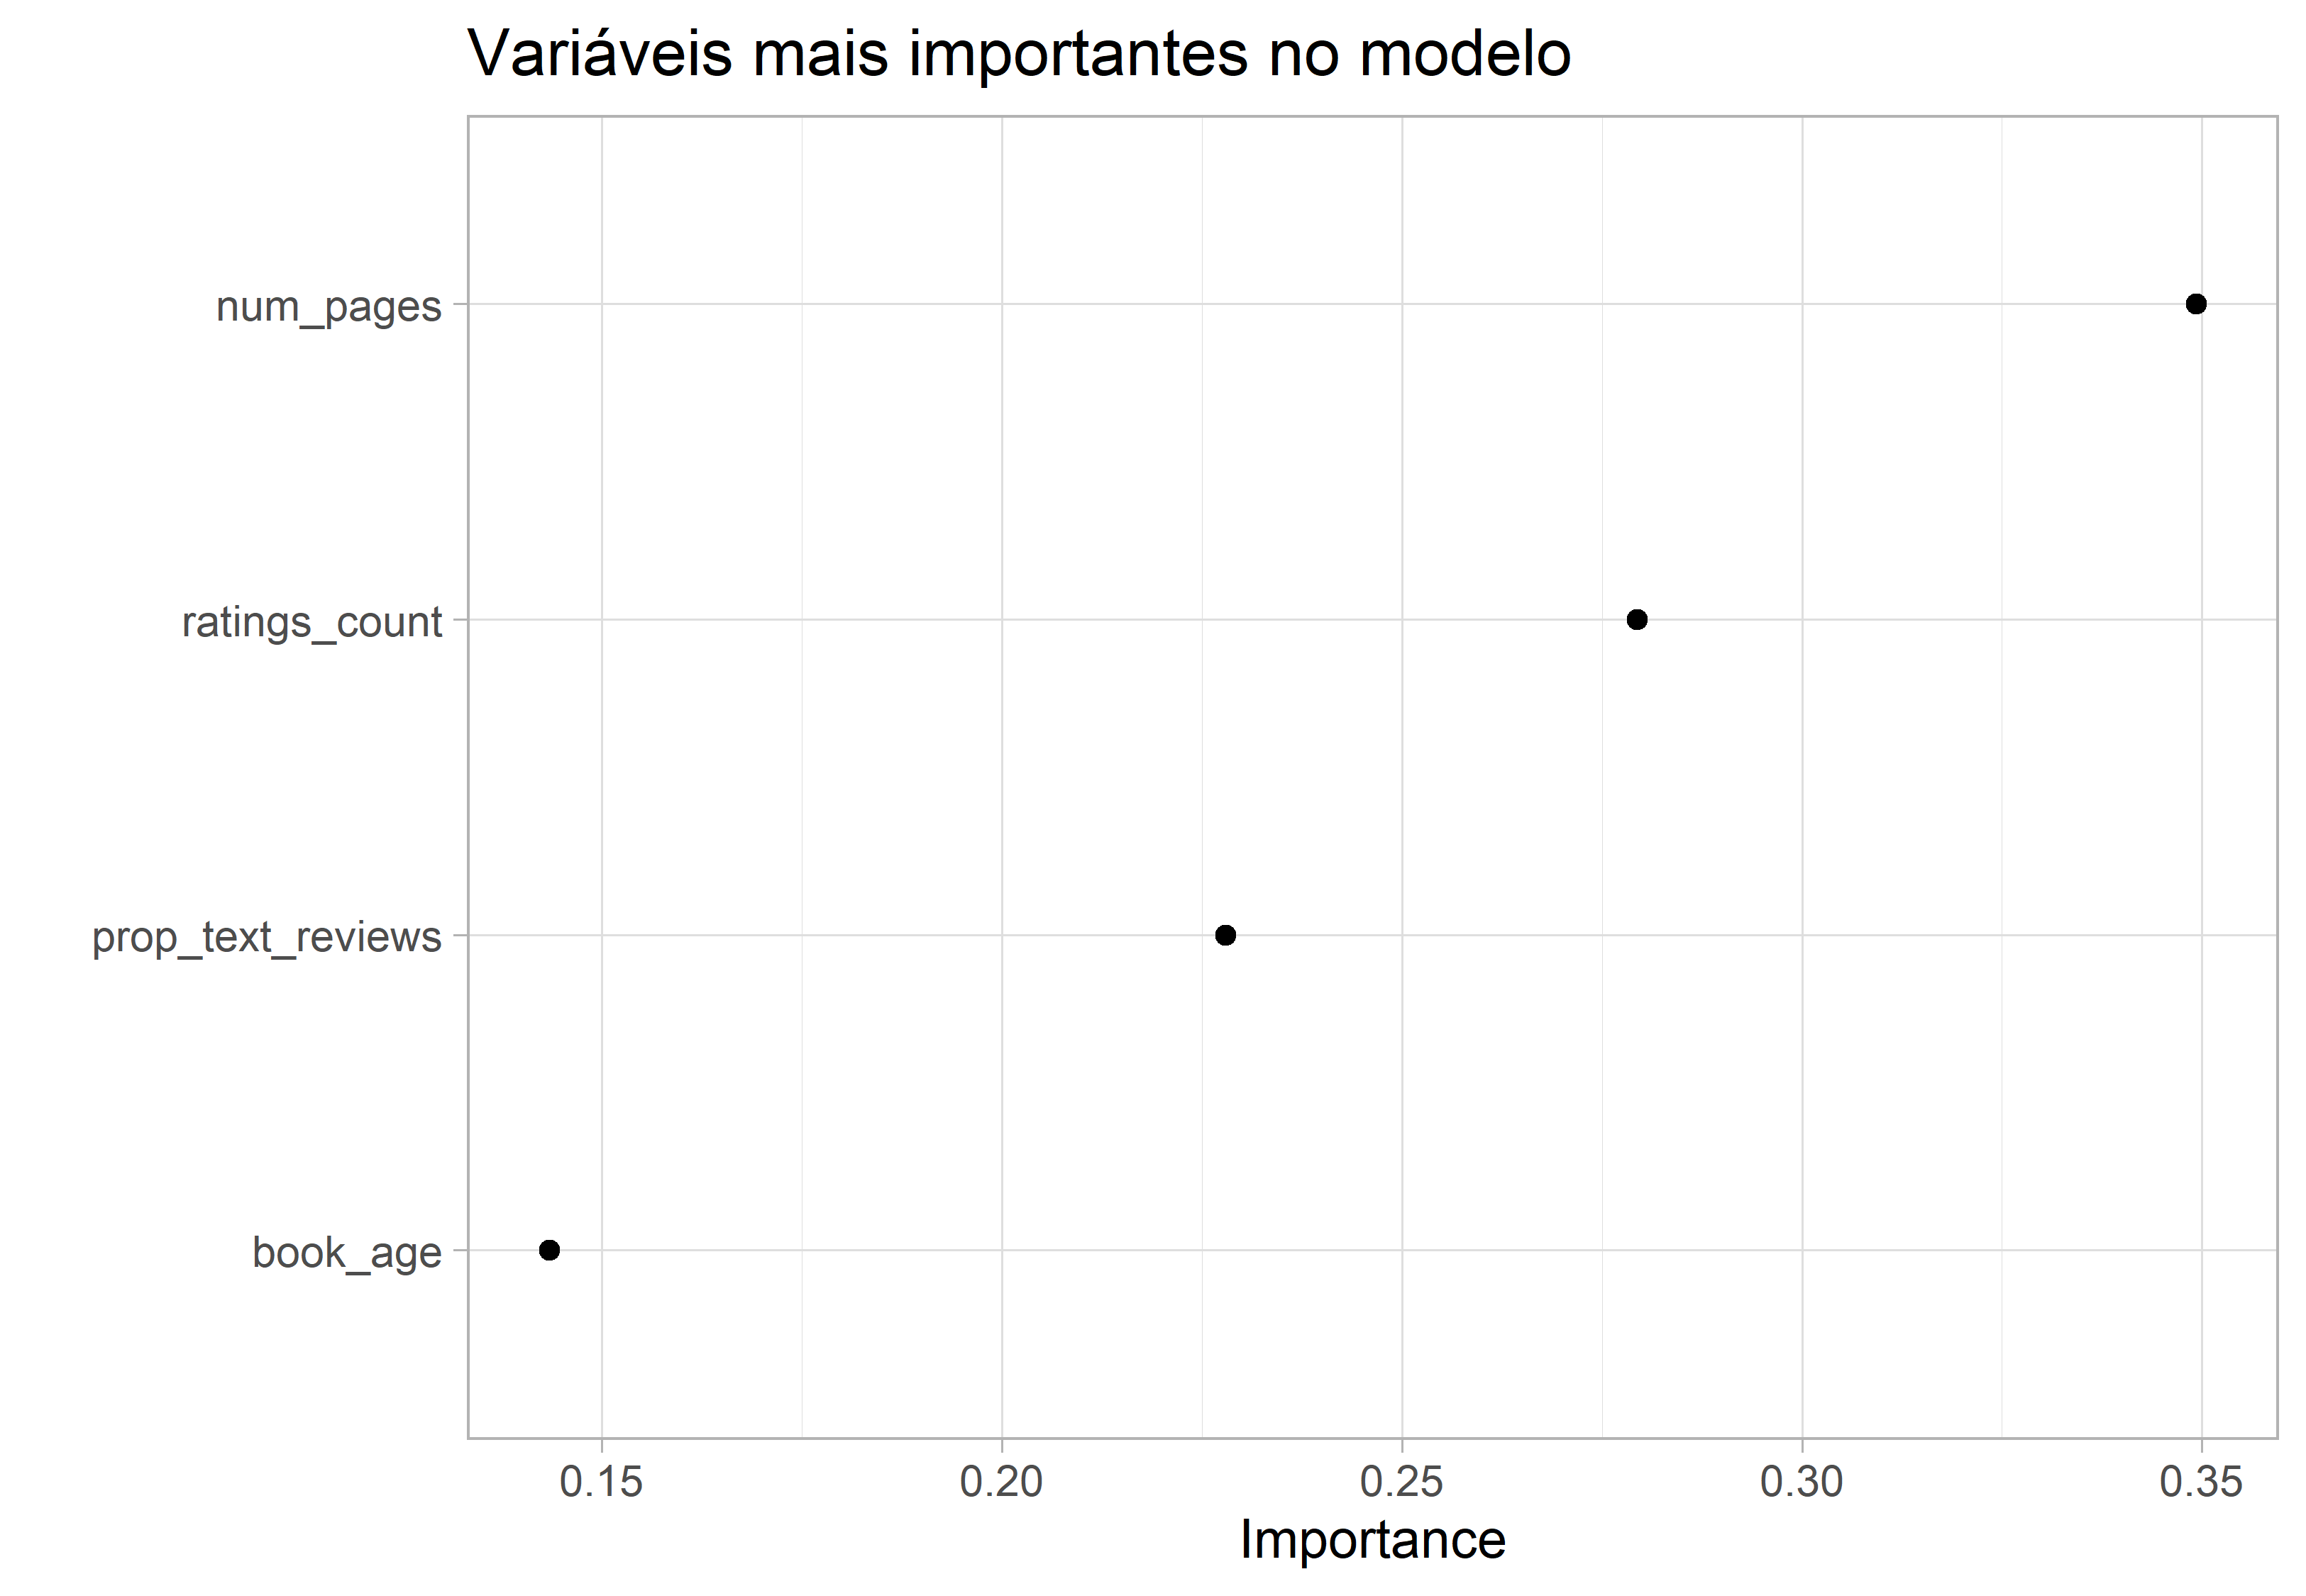 Variáveis mais importantes no modelo
num_pages
ratings_count
prop_text_reviews
book_age
0.15 0.20 0.25 0.30 0.35
Importance